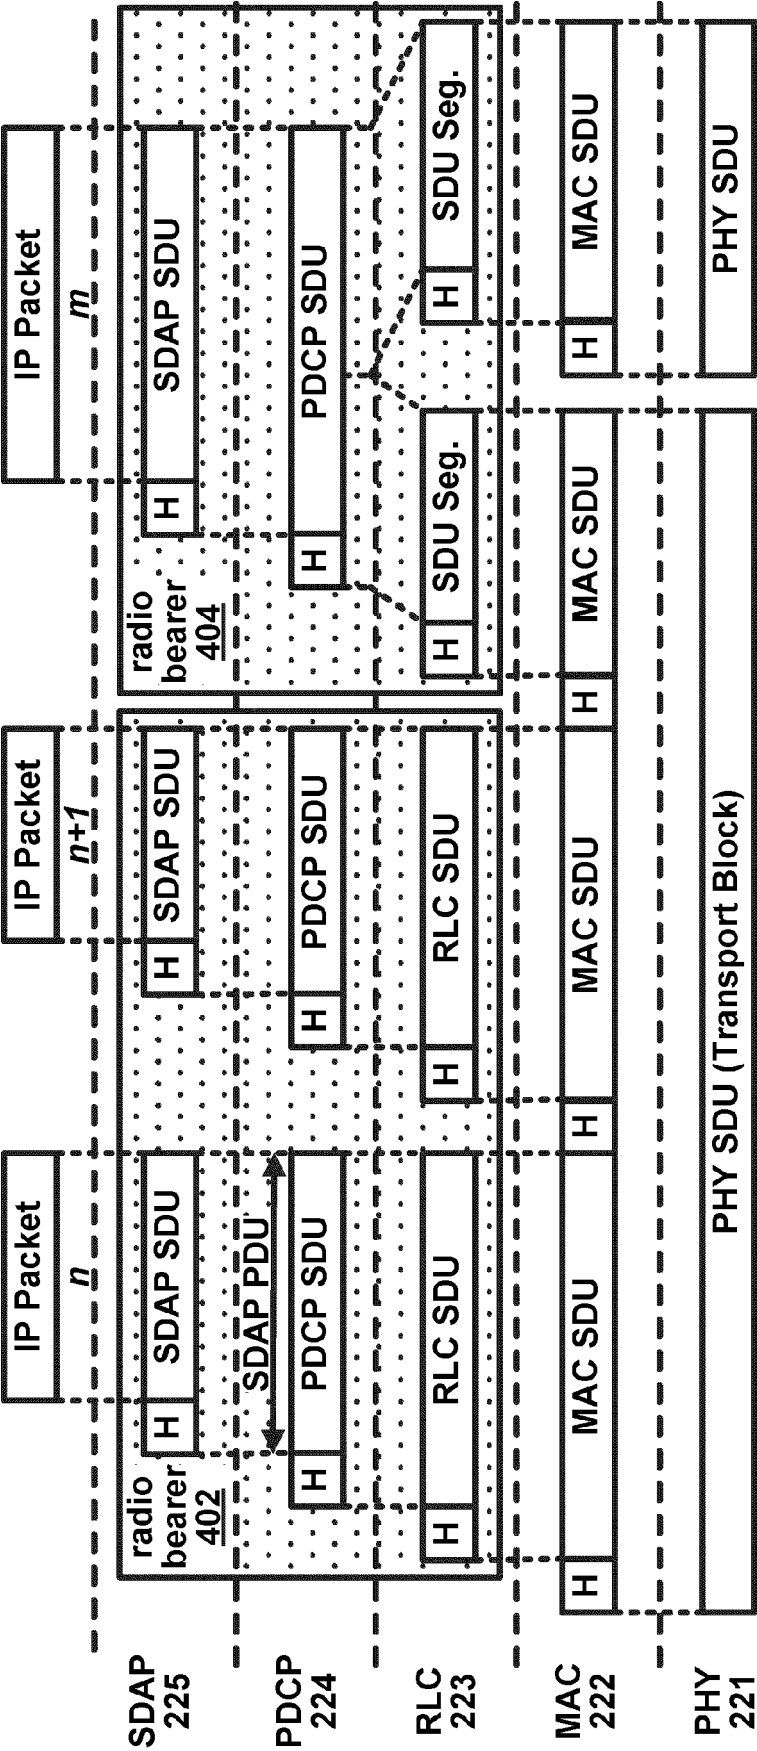 IP Packet
n
IP Packet
n+1
IP Packet
m
SDAP
225
radio
bearer
402
H
SDAP SDU
H
SDAP SDU
radio
bearer
404
H
SDAP SDU
SDAP PDU
PDCP
224
H
PDCP SDU
H
PDCP SDU
H
PDCP SDU
RLC
223
H
RLC SDU
H
RLC SDU
H
SDU Seg.
H
SDU Seg.
MAC
222
H
MAC SDU
H
MAC SDU
H
MAC SDU
H
MAC SDU
PHY
221
PHY SDU (Transport Block)
PHY SDU